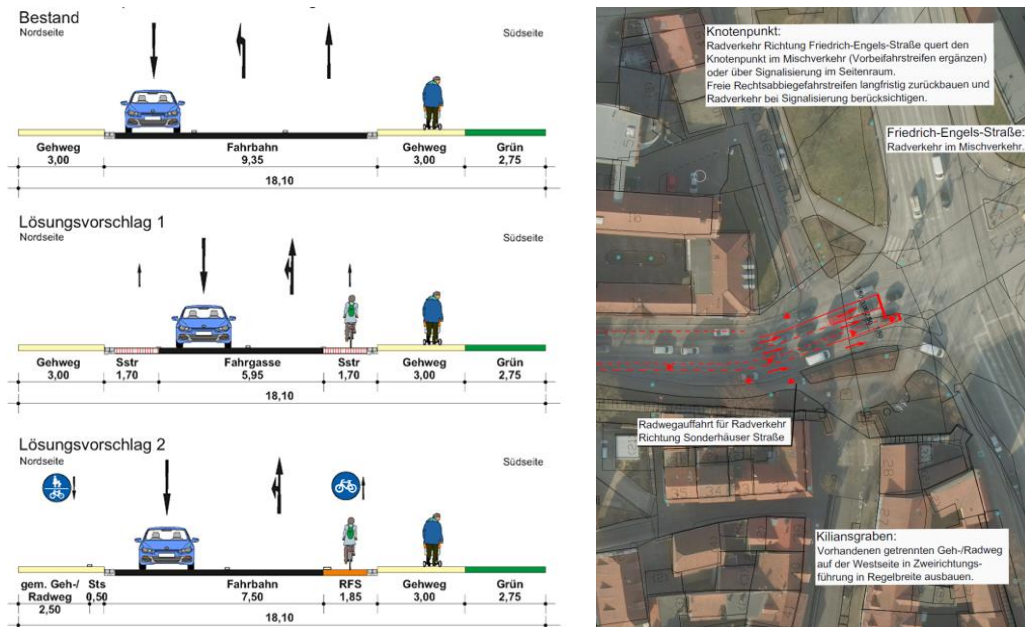 Bestand
Nordseite
Südseite
Gehweg
3,00
Fahrbahn
9,35
Gehweg
3,00
Grün
2,75
18,10
Lösungsvorschlag 1
Nordseite
Südseite
Gehweg
3,00
Sstr
1,70
Fahrgasse
5,95
Sstr
1,70
Gehweg
3,00
Grün
2,75
18,10
Lösungsvorschlag 2
Nordseite
Südseite
gem. Geh-/
Radweg
2,50
Sts
0,50
Fahrbahn
7,50
RFS
1,85
Gehweg
3,00
Grün
2,75
18,10
Knotenpunkt:
Radverkehr Richtung Friedrich-Engels-Straße quert den
Knotenpunkt im Mischverkehr (Vorbeifahrstreifen ergänzen)
oder über Signalisierung im Seitenraum.
Freie Rechtsabbiegefahrstreifen langfristig zurückbauen und
Radverkehr bei Signalisierung berücksichtigen.
Friedrich-Engels-Straße:
Radverkehr im Mischverkehr.
Radwegauffahrt für Radverkehr
Richtung Sonderhäuser Straße
Kiliansgraben:
Vorhandenen getrennten Geh-/Radweg
auf der Westseite in Zweirichtungs-
führung in Regelbreite ausbauen.